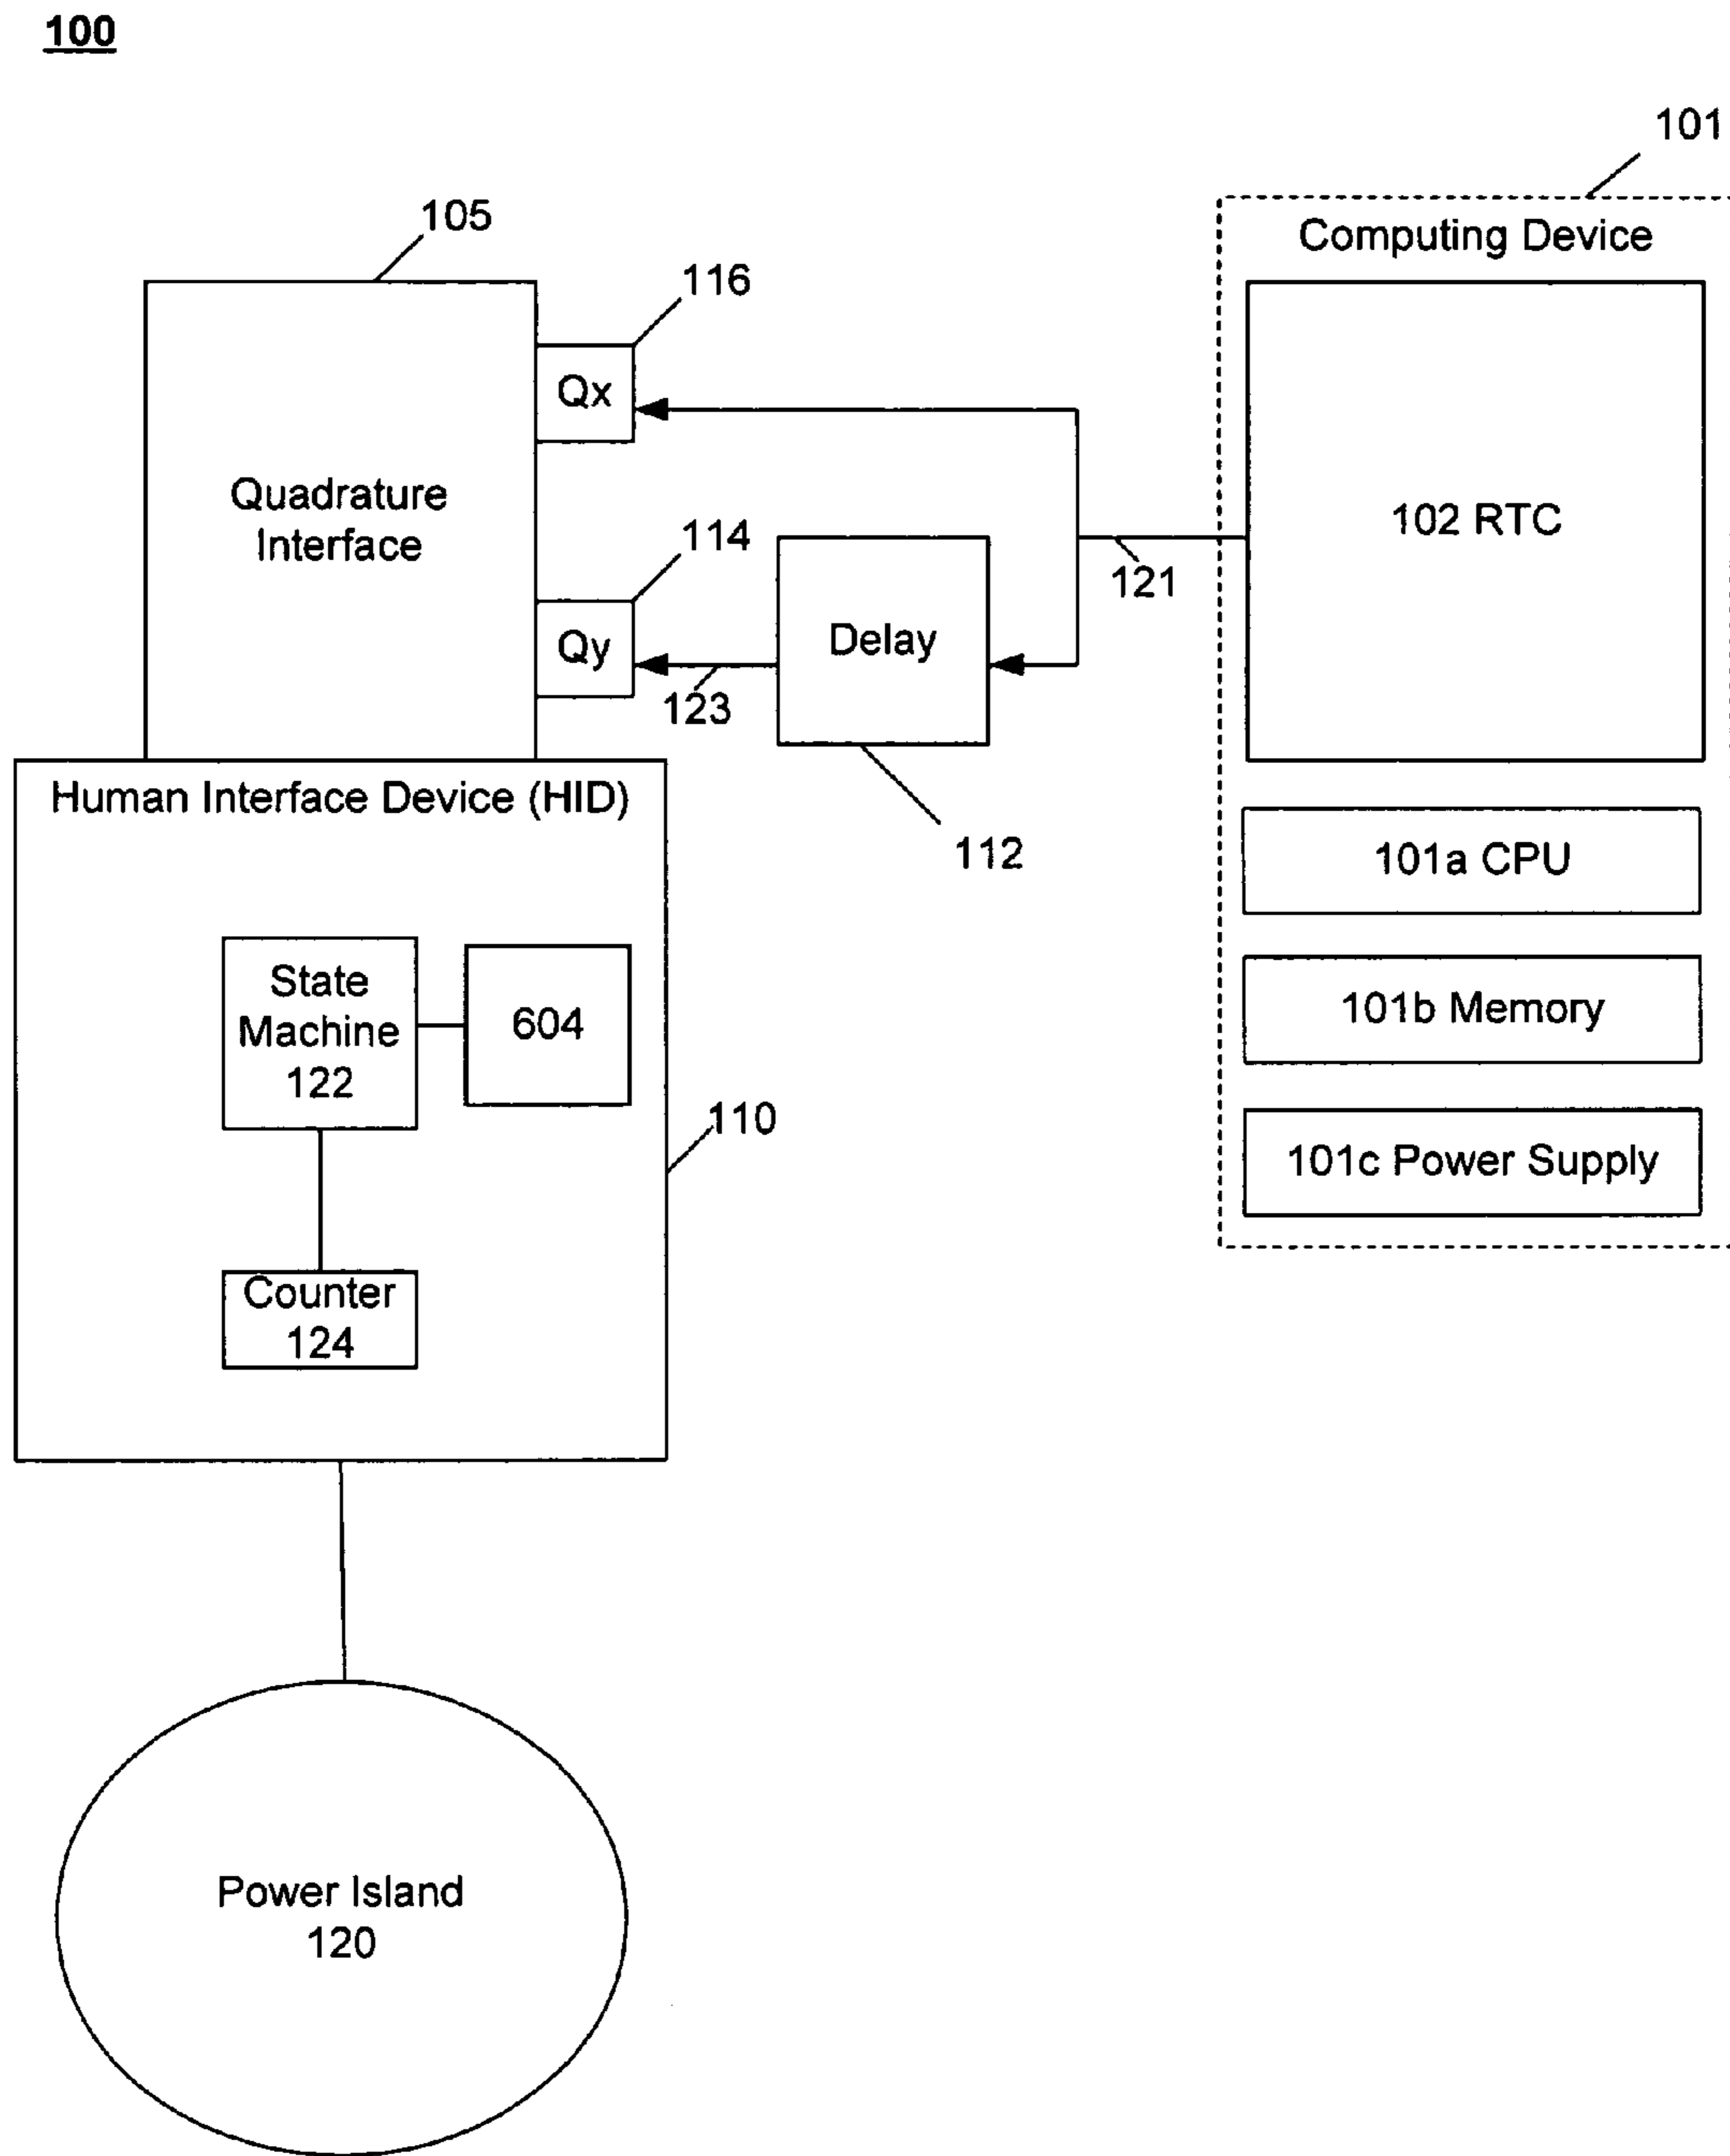 100
101
105
Computing Device
116
Qx
Quadrature
Interface
102 RTC
114
121
Delay
Qy
123
Human Interface Device (HID)
112
101a CPU
State
Machine
122
604
101b Memory
110
101c Power Supply
Counter
124
Power Island
120